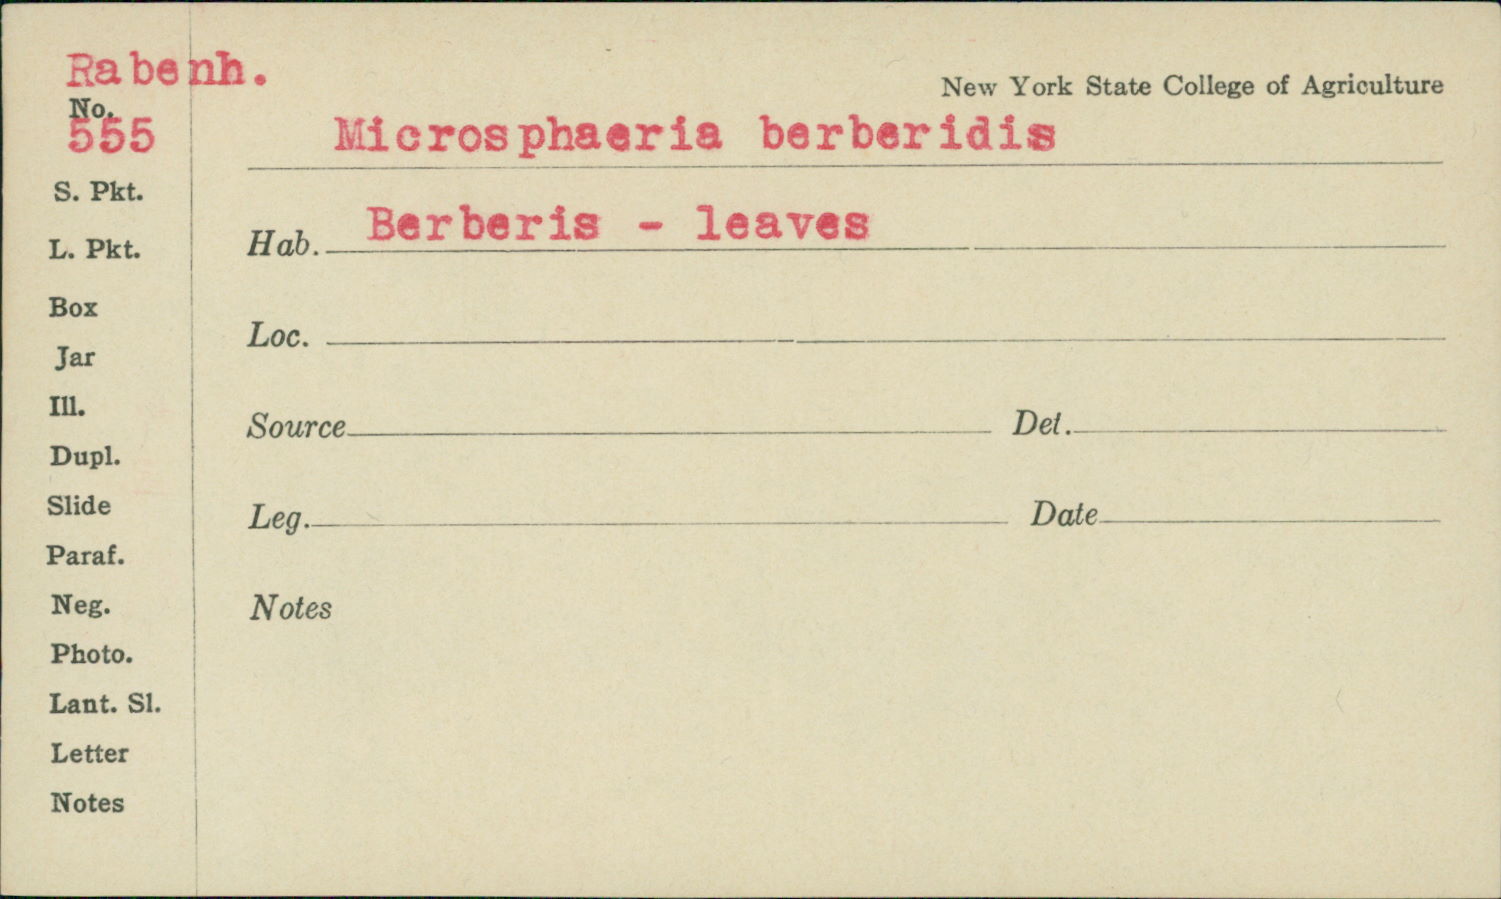 Rabenh.
New York State College of Agriculture
No.
555
Microsphaeria berberidis
S. Pkt.
Hab. Berberis - leaves
L. Pkt.
Box
Loc.
Jar
Ill.
Source Det.
Dupl.
Slide
Leg. Date
Paraf.
Neg.
Notes
Photo.
Lant. Sl.
Letter
Notes